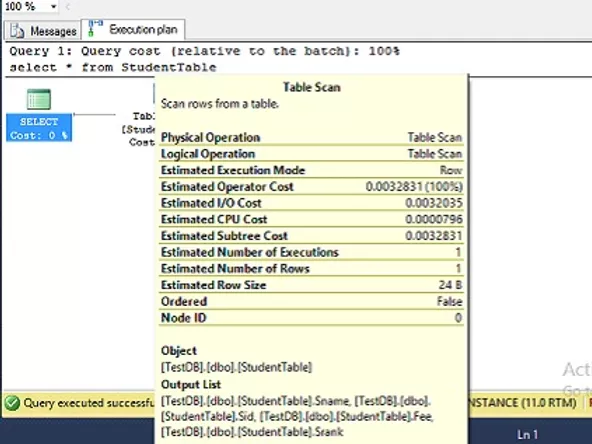 100 %
Messages Execution plan
Query 1: Query cost (relative to the batch): 100%
select * from StudentTable
SELECT
Cost: 0 %
Tabl
[Stude
Cost
Table Scan
Scan rows from a table.
Physical Operation Table Scan
Logical Operation Table Scan
Estimated Execution Mode Row
Estimated Operator Cost 0.0032831 (100%)
Estimated I/O Cost 0.0032035
Estimated CPU Cost 0.0000796
Estimated Subtree Cost 0.0032831
Estimated Number of Executions 1
Estimated Number of Rows 1
Estimated Row Size 24 B
Ordered False
Node ID 0
Object
[TestDB].[dbo].[StudentTable]
Output List
[TestDB].[dbo].[StudentTable].Sname, [TestDB].[dbo].
[StudentTable].Sid, [TestDB].[dbo].[StudentTable].Fee,
[TestDB].[dbo].[StudentTable].Srank
Acti
Go to
Query executed successfu
NSTANCE (11.0 RTM)
Ln 1